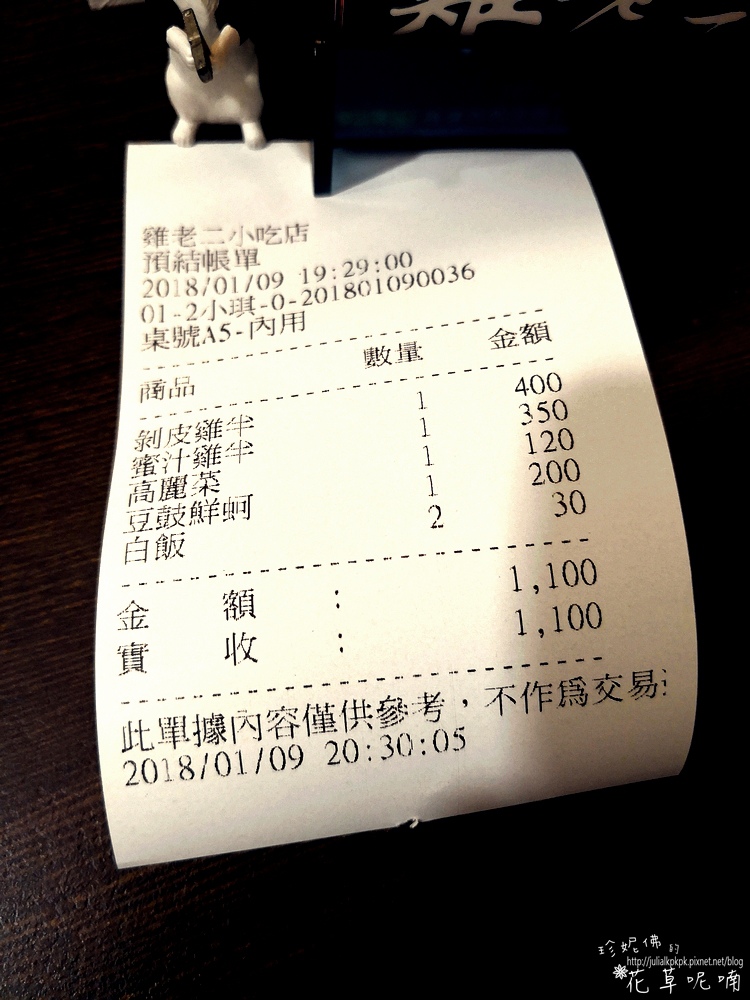 雞老二
雞老二小吃店
預結帳單
2018/01/09 19:29:00
01-2小琪-0-201801090036
桌號A5-內用
商品 數量 金額
剝皮雞半 1 400
蜜汁雞半 1 350
高麗菜 1 120
豆鼓鮮蚵 1 200
白飯 2 30
金額: 1,100
實收: 1,100
此單據內容僅供參考,不作為交易
2018/01/09 20:30:05
珍妮佛的
http://julialkpkpk.pixnet.net/blog
花草呢喃